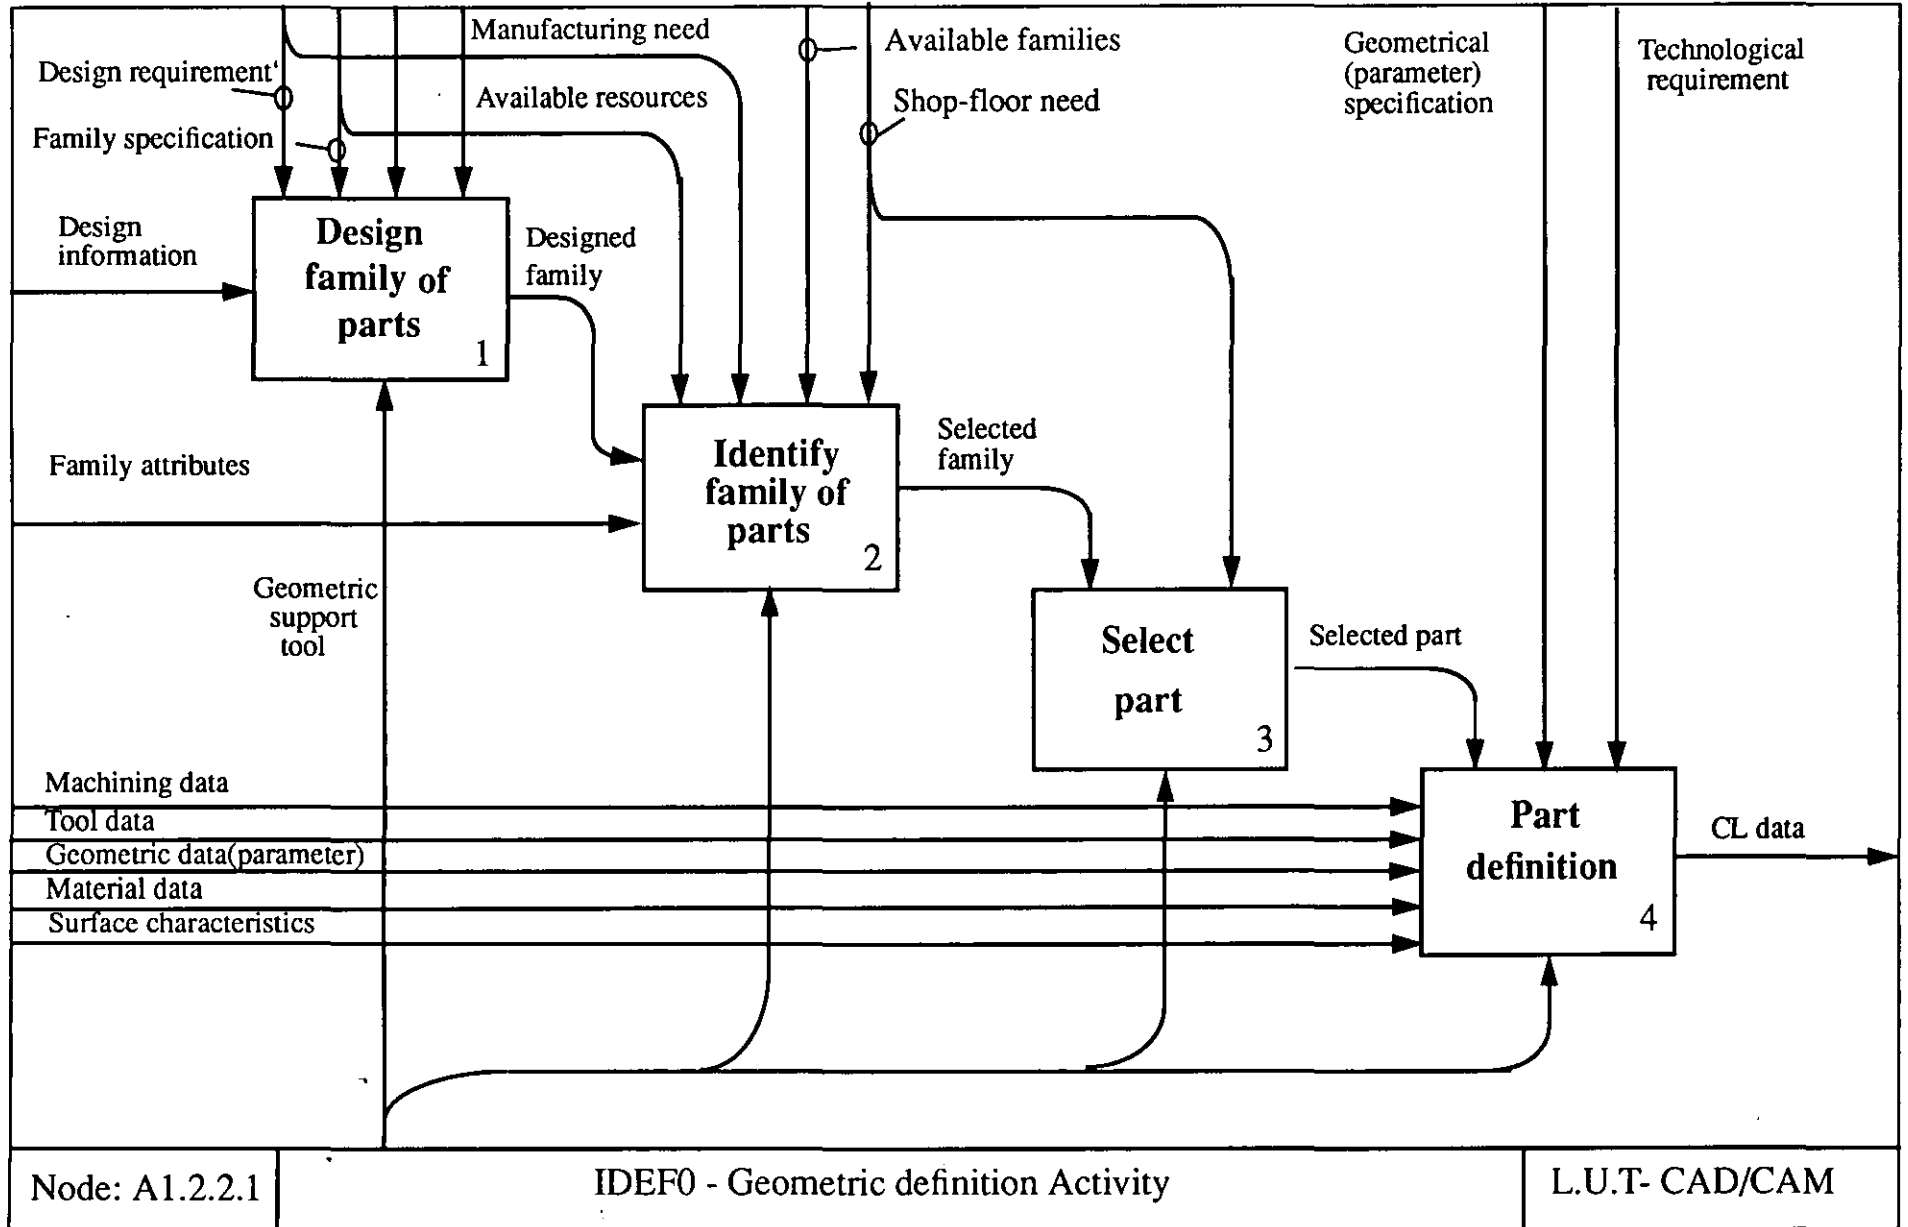 Manufacturing need
Design requirement'
Available resources
Family specification
Available families
Shop-floor need
Geometrical
(parameter)
specification
Technological
requirement
Design
information
Design
family of
parts
1
Designed
family
Family attributes
Identify
family of
parts
2
Selected
family
Geometric
support
tool
Select
part
3
Selected part
Machining data
Tool data
Geometric data(parameter)
Material data
Surface characteristics
Part
definition
4
CL data
Node: A1.2.2.1
IDEF0 - Geometric definition Activity
L.U.T- CAD/CAM